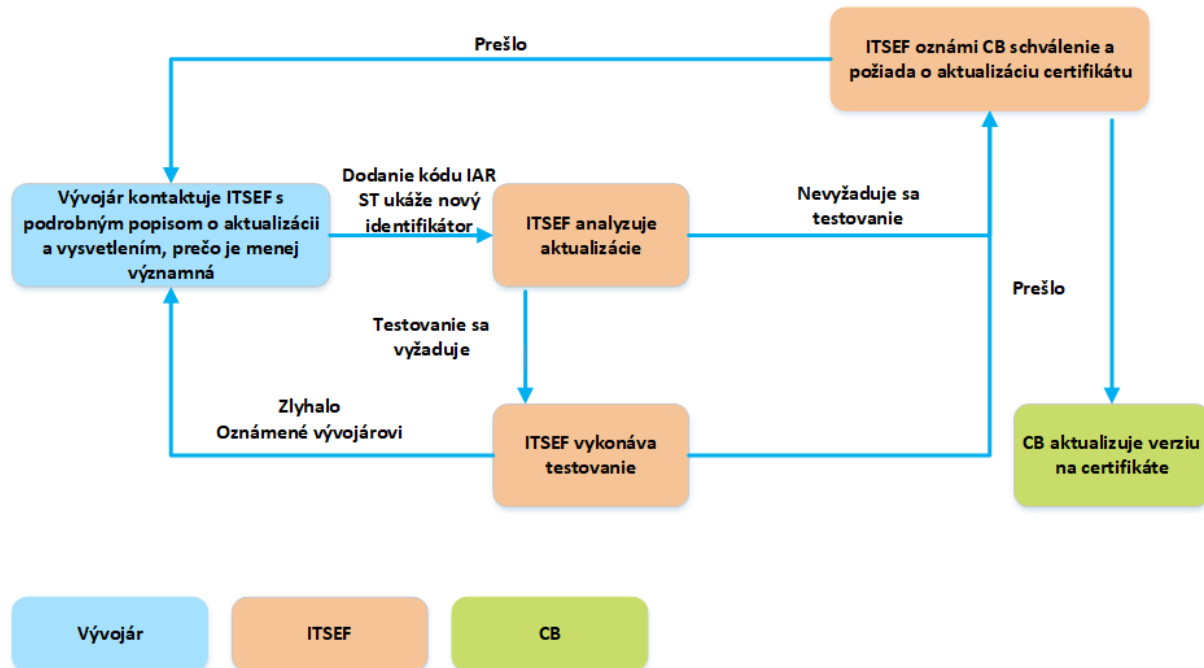 Prešlo
ITSEF oznámi CB schválenie a
požiada o aktualizáciu certifikátu
Vývojár kontaktuje ITSEF s
podrobným popisom o aktualizácii
a vysvetlením, prečo je menej
významná
Dodanie kódu IAR
ST ukáže nový
identifikátor
ITSEF analyzuje
aktualizácie
Nevyžaduje sa
testovanie
Prešlo
Testovanie sa
vyžaduje
Zlyhalo
Oznámené vývojárovi
ITSEF vykonáva
testovanie
CB aktualizuje verziu
na certifikáte
Vývojár
ITSEF
CB